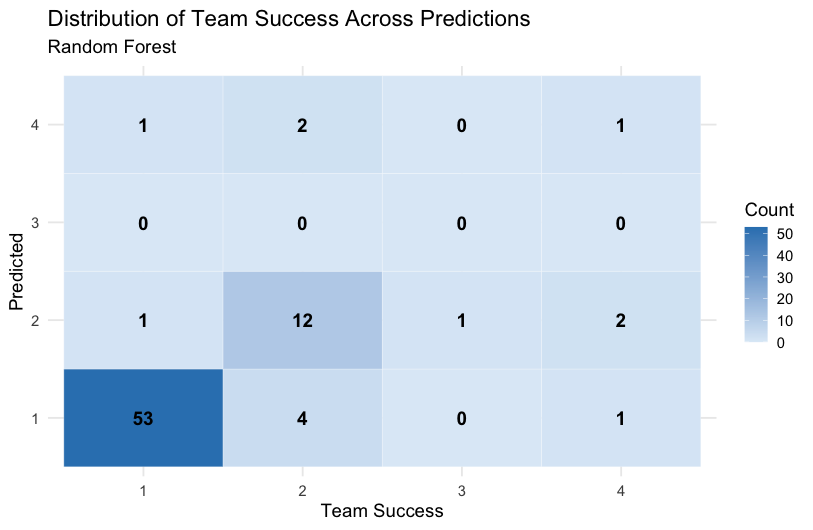 Distribution of Team Success Across Predictions
Random Forest
Predicted
4
1 2 0 1
3
0 0 0 0
2
1 12 1 2
1
53 4 0 1
1 2 3 4
Team Success
Count
50
40
30
20
10
0